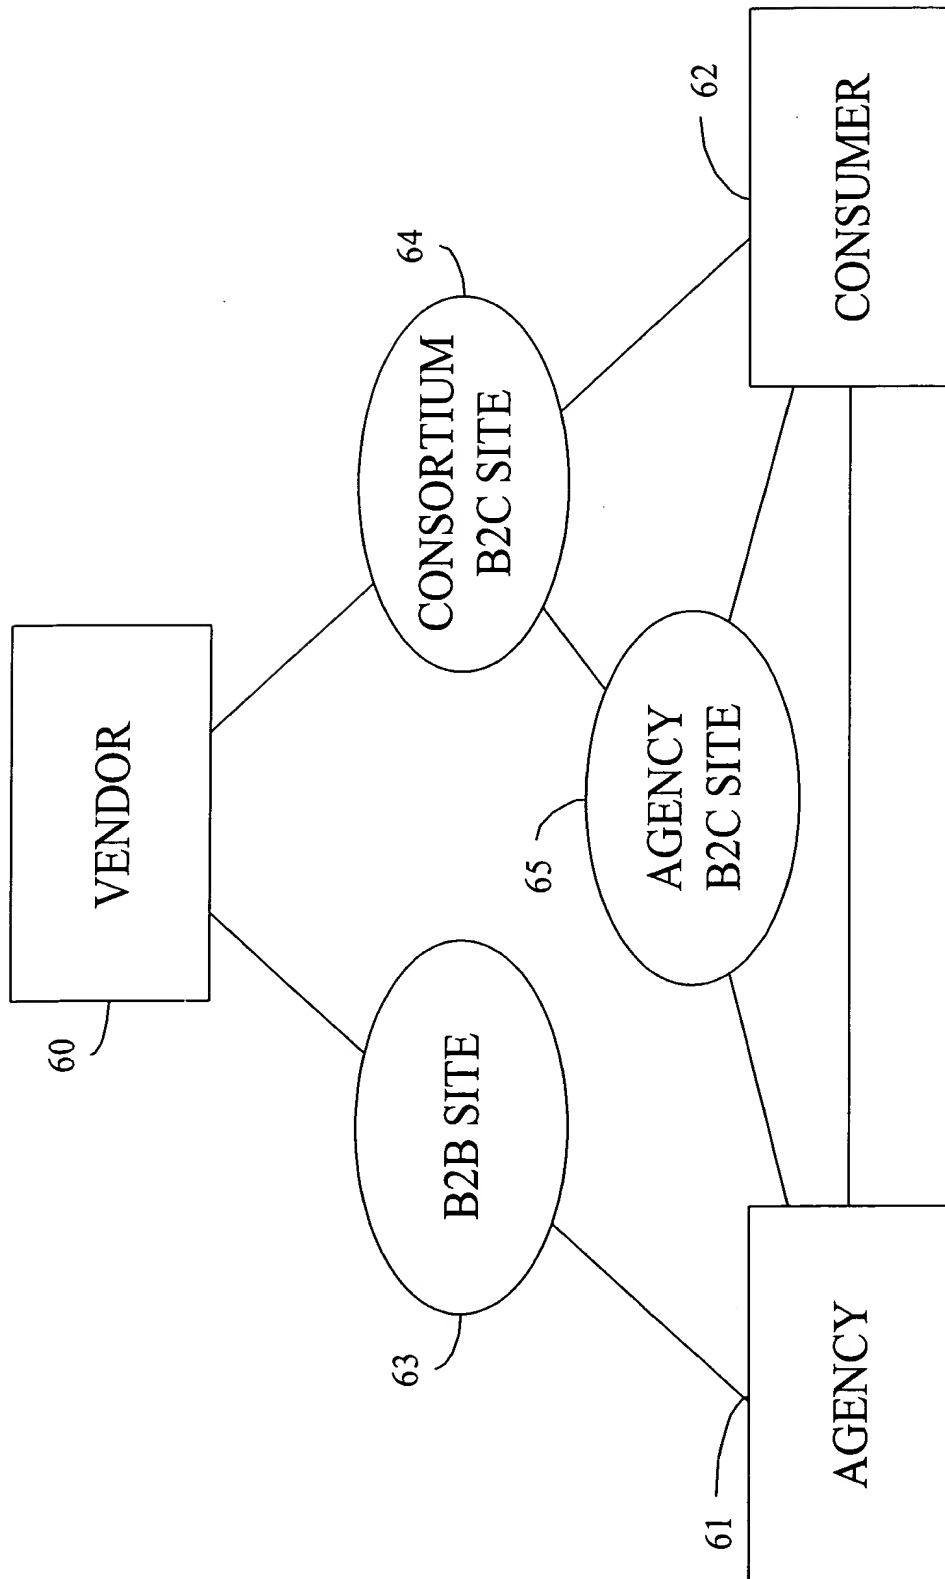 60
VENDOR
63
B2B SITE
CONSORTIUM
B2C SITE
64
65
AGENCY
B2C SITE
61
AGENCY
62
CONSUMER